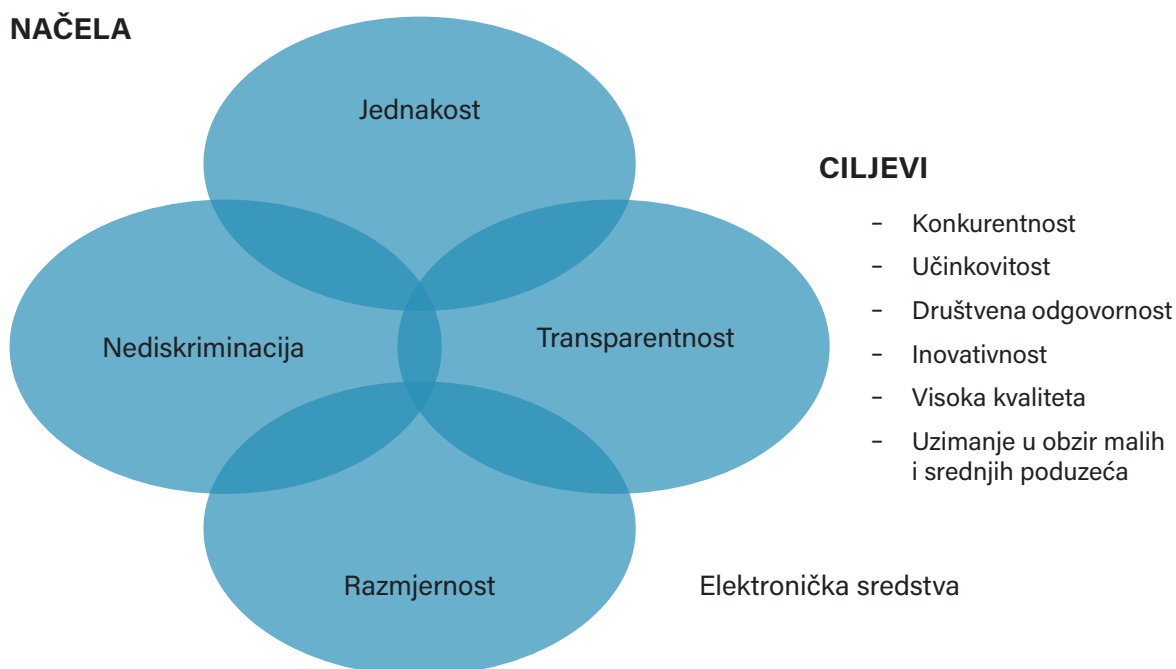 NAČELA
Jednakost
Nediskriminacija
Transparentnost
Razmjernost
CILJEVI
– Konkurentnost
– Učinkovitost
– Društvena odgovornost
– Inovativnost
– Visoka kvaliteta
– Uzimanje u obzir malih
i srednjih poduzeća
Elektronička sredstva